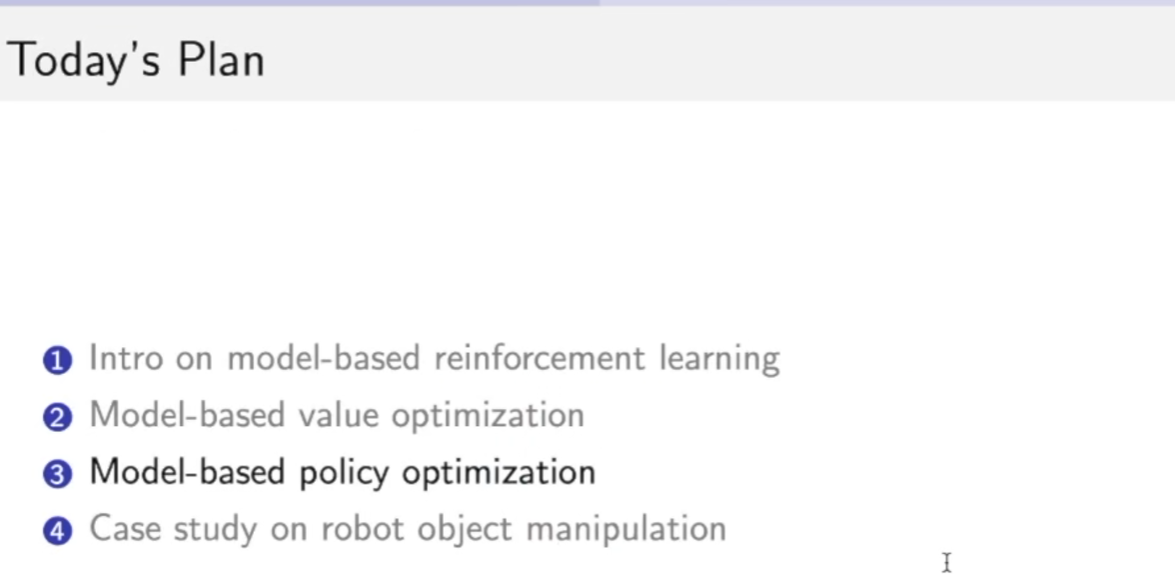 Today's Plan
1 Intro on model-based reinforcement learning
2 Model-based value optimization
3 Model-based policy optimization
4 Case study on robot object manipulation